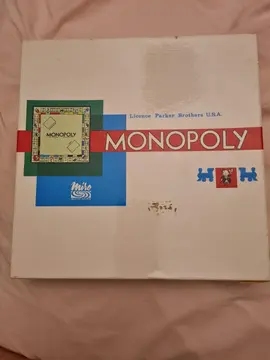 MONOPOLY
Licence Parker Brothers U.S.A.
MONOPOLY
Miro